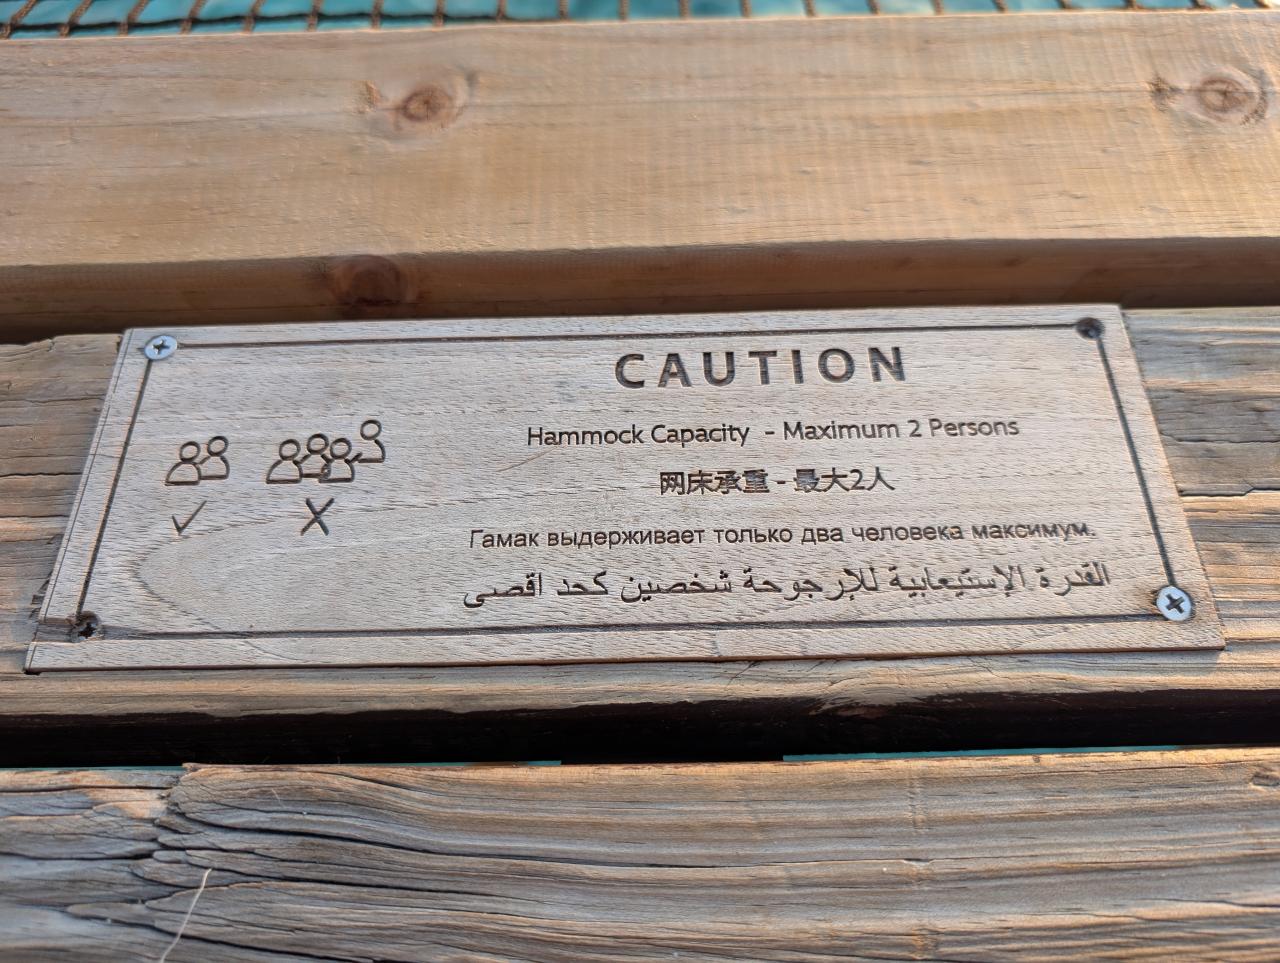 CAUTION
Hammock Capacity - Maximum 2 Persons
网床承重 - 最大2人
Гамак выдерживает только два человека максимум.
القدرة الإستيعابية للإرجوحة شخصين كحد اقصى